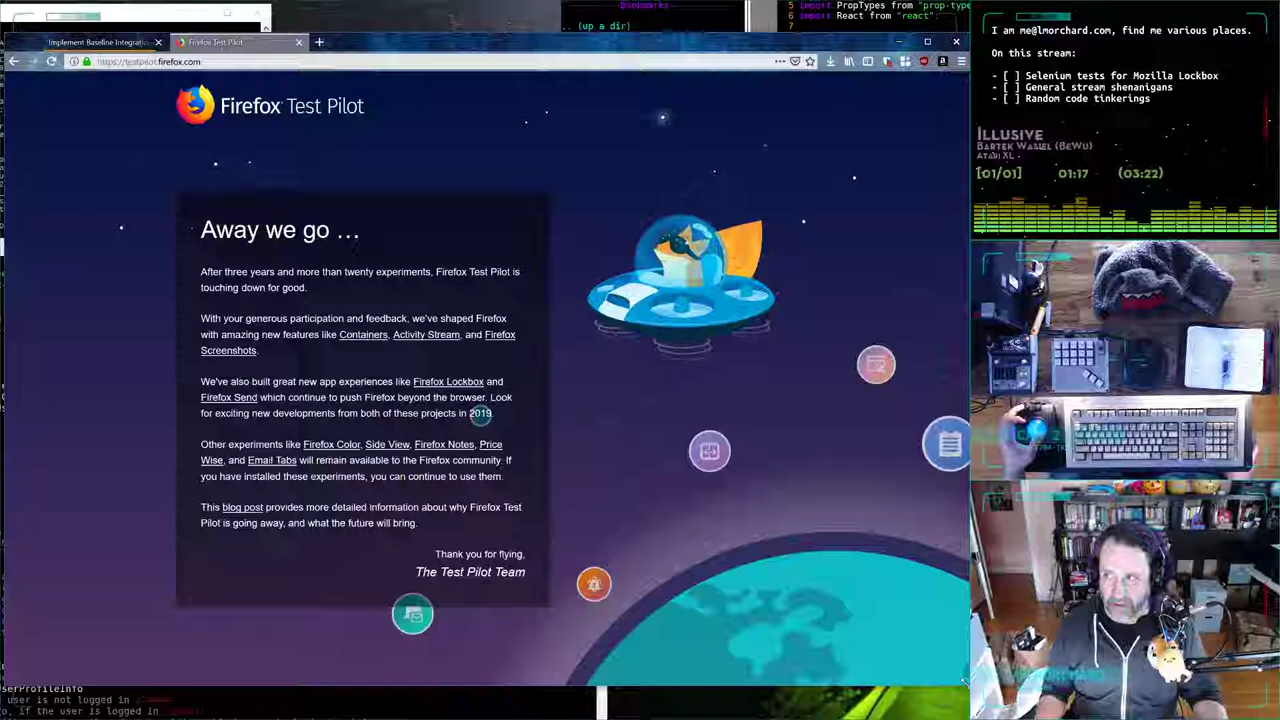 -Bookmarks-
.. (up a dir)
5 import PropTypes from "prop-type
6 import React from "react";
7
Implement Baseline Integratio
Firefox Test Pilot
https://testpilot.firefox.com
Firefox Test Pilot
Away we go …
After three years and more than twenty experiments, Firefox Test Pilot is
touching down for good.
With your generous participation and feedback, we've shaped Firefox
with amazing new features like Containers, Activity Stream, and Firefox
Screenshots.
We've also built great new app experiences like Firefox Lockbox and
Firefox Send which continue to push Firefox beyond the browser. Look
for exciting new developments from both of these projects in 2019.
Other experiments like Firefox Color, Side View, Firefox Notes, Price
Wise, and Email Tabs will remain available to the Firefox community. If
you have installed these experiments, you can continue to use them.
This blog post provides more detailed information about why Firefox Test
Pilot is going away, and what the future will bring.
Thank you for flying,
The Test Pilot Team
serProfileInfo
user is not logged in
o, if the user is logged in
I am me@lmorchard.com, find me various places.
On this stream:
- [ ] Selenium tests for Mozilla Lockbox
- [ ] General stream shenanigans
- [ ] Random code tinkerings
Illusive
Bartek Wasiel (BeWu)
Atari XL
[01/01] 01:17 (03:22)